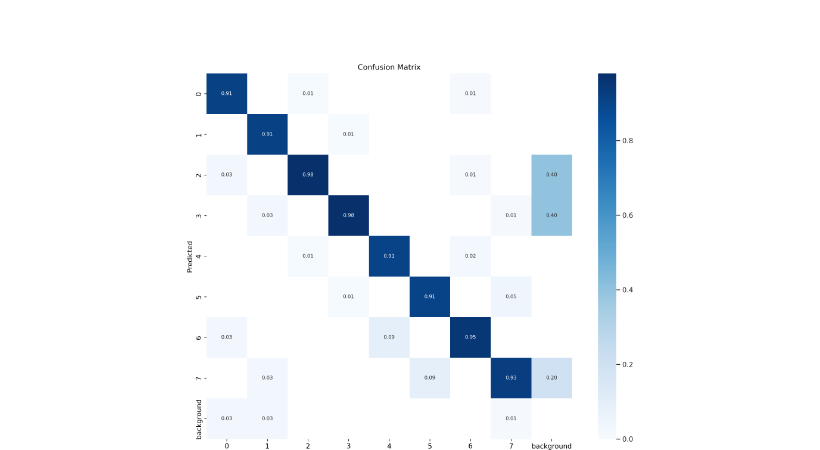 Confusion Matrix
0 0.91 0.01 0.01
1 0.91 0.01
0.8
2 0.03 0.98 0.01 0.40
3 0.03 0.98 0.01 0.40
0.6
Predicted
4 0.01 0.91 0.02
0.4
5 0.01 0.91 0.05
6 0.03 0.09 0.95
0.2
7 0.03 0.09 0.93 0.20
background 0.03 0.03 0.01
0.0
0 1 2 3 4 5 6 7 background